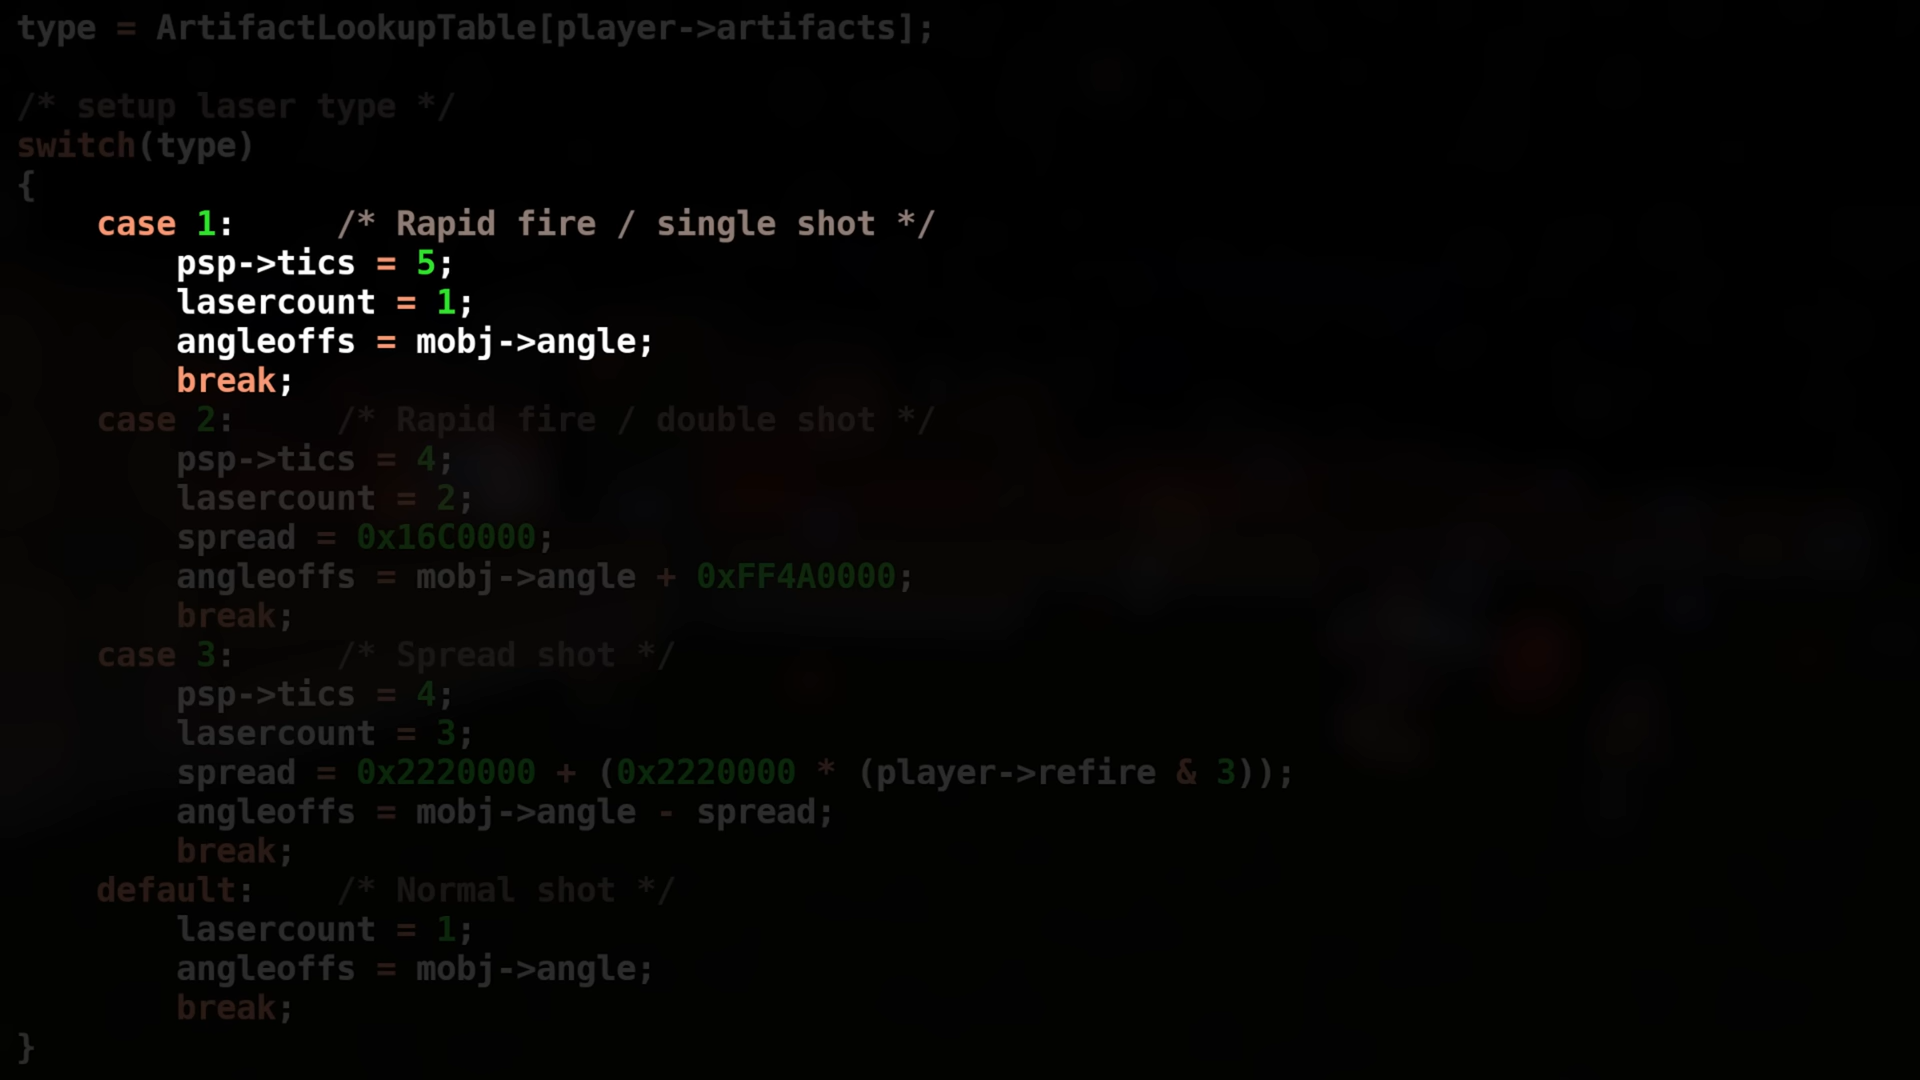 type = ArtifactLookupTable[player->artifacts];
/* setup laser type */
switch(type)
{
case 1: /* Rapid fire / single shot */
psp->tics = 5;
lasercount = 1;
angleoffs = mobj->angle;
break;
case 2: /* Rapid fire / double shot */
psp->tics = 4;
lasercount = 2;
spread = 0x16C0000;
angleoffs = mobj->angle + 0xFF4A0000;
break;
case 3: /* Spread shot */
psp->tics = 4;
lasercount = 3;
spread = 0x2220000 + (0x2220000 * (player->refire & 3));
angleoffs = mobj->angle - spread;
break;
default: /* Normal shot */
lasercount = 1;
angleoffs = mobj->angle;
break;
}